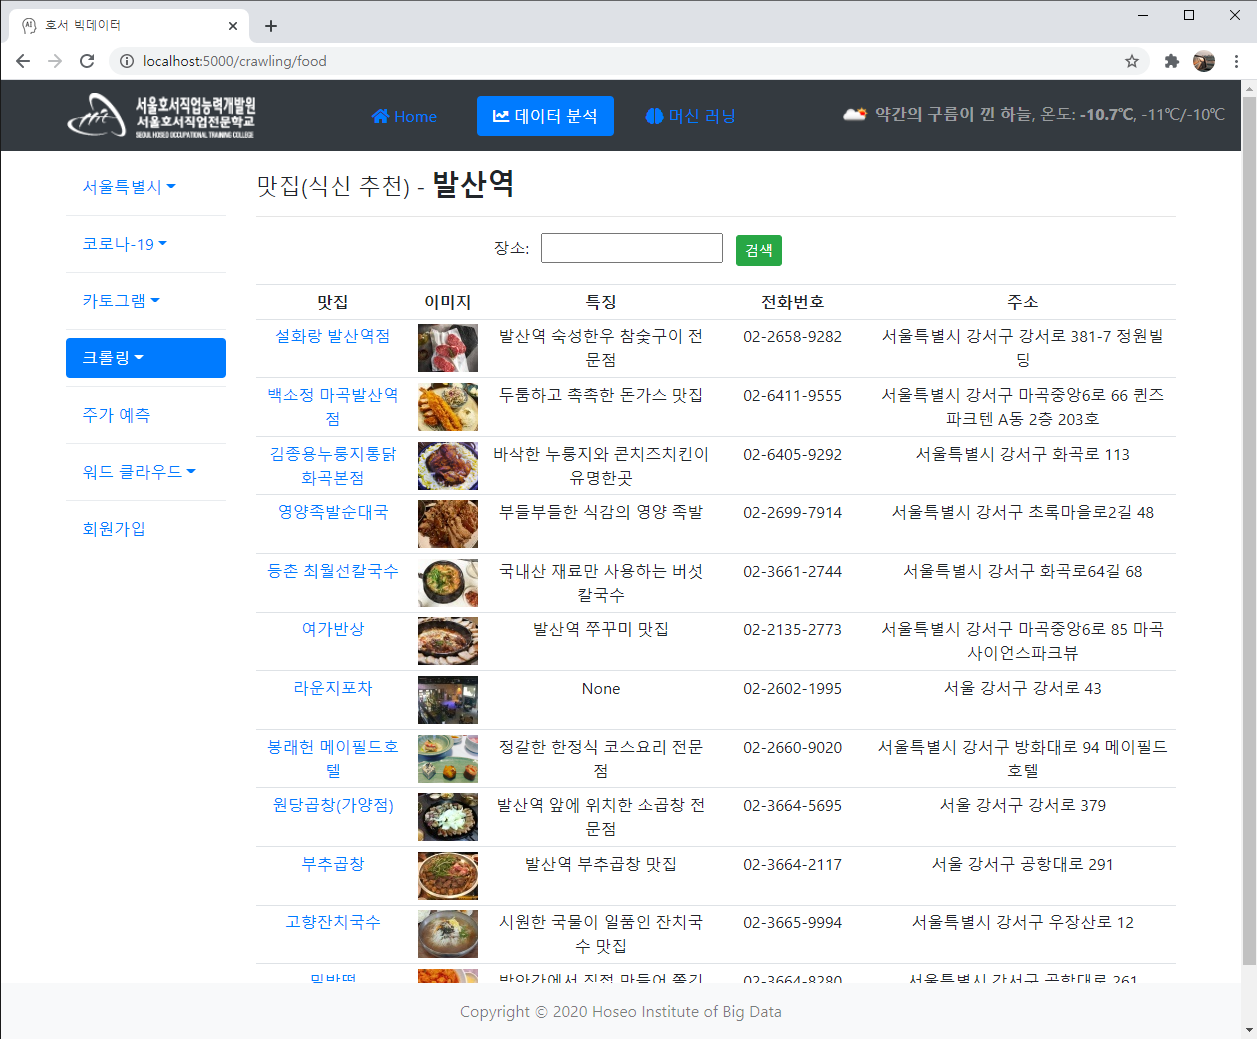 호서 빅데이터
localhost:5000/crawling/food
서울호서직업능력개발원
서울호서직업전문학교
SEOUL HOSEO OCCUPATIONAL TRAINING COLLEGE
Home
데이터 분석
머신 러닝
약간의 구름이 낀 하늘, 온도: -10.7℃, -11℃/-10℃
서울특별시
코로나-19
카토그램
크롤링
주가 예측
워드 클라우드
회원가입
맛집(식신 추천) - 발산역
장소:
검색
맛집 이미지 특징 전화번호 주소
설화랑 발산역점 발산역 숙성한우 참숯구이 전 02-2658-9282 서울특별시 강서구 강서로 381-7 정원빌
문점 딩
백소정 마곡발산역 두툼하고 촉촉한 돈가스 맛집 02-6411-9555 서울특별시 강서구 마곡중앙6로 66 퀸즈
점 파크텐 A동 2층 203호
김종용누룽지통닭 바삭한 누룽지와 콘치즈치킨이 02-6405-9292 서울특별시 강서구 화곡로 113
화곡본점 유명한곳
영양족발순대국 부들부들한 식감의 영양 족발 02-2699-7914 서울특별시 강서구 초록마을로2길 48
등촌 최월선칼국수 국내산 재료만 사용하는 버섯 02-3661-2744 서울특별시 강서구 화곡로64길 68
칼국수
여가반상 발산역 쭈꾸미 맛집 02-2135-2773 서울특별시 강서구 마곡중앙6로 85 마곡
사이언스파크뷰
라운지포차 None 02-2602-1995 서울 강서구 강서로 43
봉래헌 메이필드호 정갈한 한정식 코스요리 전문 02-2660-9020 서울특별시 강서구 방화대로 94 메이필드
텔 점 호텔
원당곱창(가양점) 발산역 앞에 위치한 소곱창 전 02-3664-5695 서울 강서구 강서로 379
문점
부추곱창 발산역 부추곱창 맛집 02-3664-2117 서울 강서구 공항대로 291
고향잔치국수 시원한 국물이 일품인 잔치국 02-3665-9994 서울특별시 강서구 우장산로 12
수 맛집
방앗간에서 직접 만들어 쫄깃 02-3664-8280 서울특별시 강서구 공항대로 261
Copyright © 2020 Hoseo Institute of Big Data